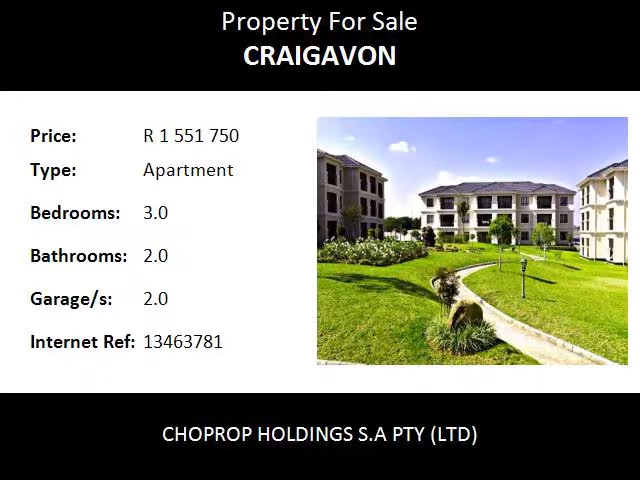 Property For Sale
CRAIGAVON
Price: R 1 551 750
Type: Apartment
Bedrooms: 3.0
Bathrooms: 2.0
Garage/s: 2.0
Internet Ref: 13463781
CHOPROP HOLDINGS S.A PTY (LTD)